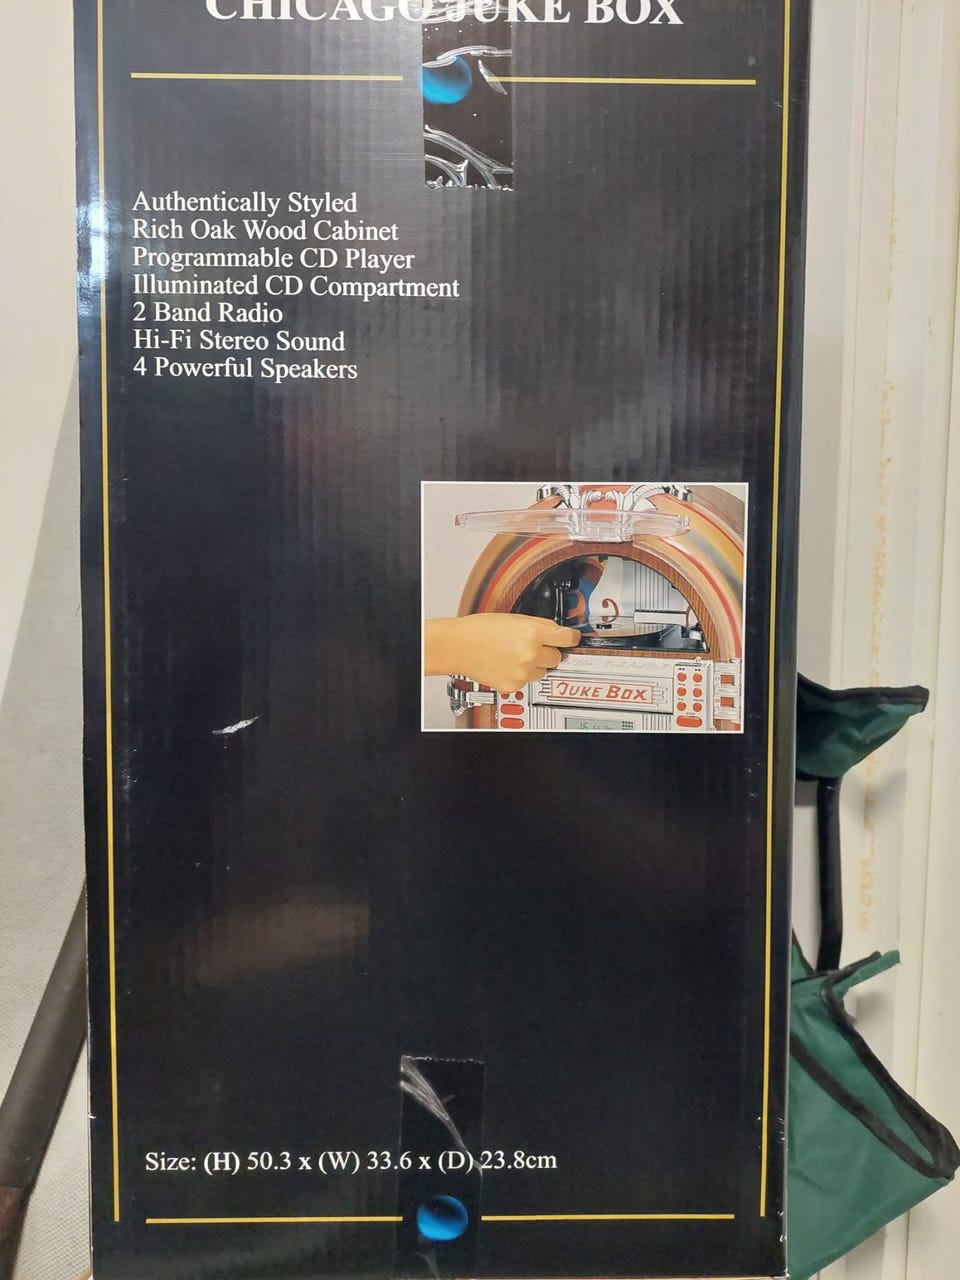 CHICAGO JUKE BOX
Authentically Styled
Rich Oak Wood Cabinet
Programmable CD Player
Illuminated CD Compartment
2 Band Radio
Hi-Fi Stereo Sound
4 Powerful Speakers
JUKE BOX
Size: (H) 50.3 x (W) 33.6 x (D) 23.8cm